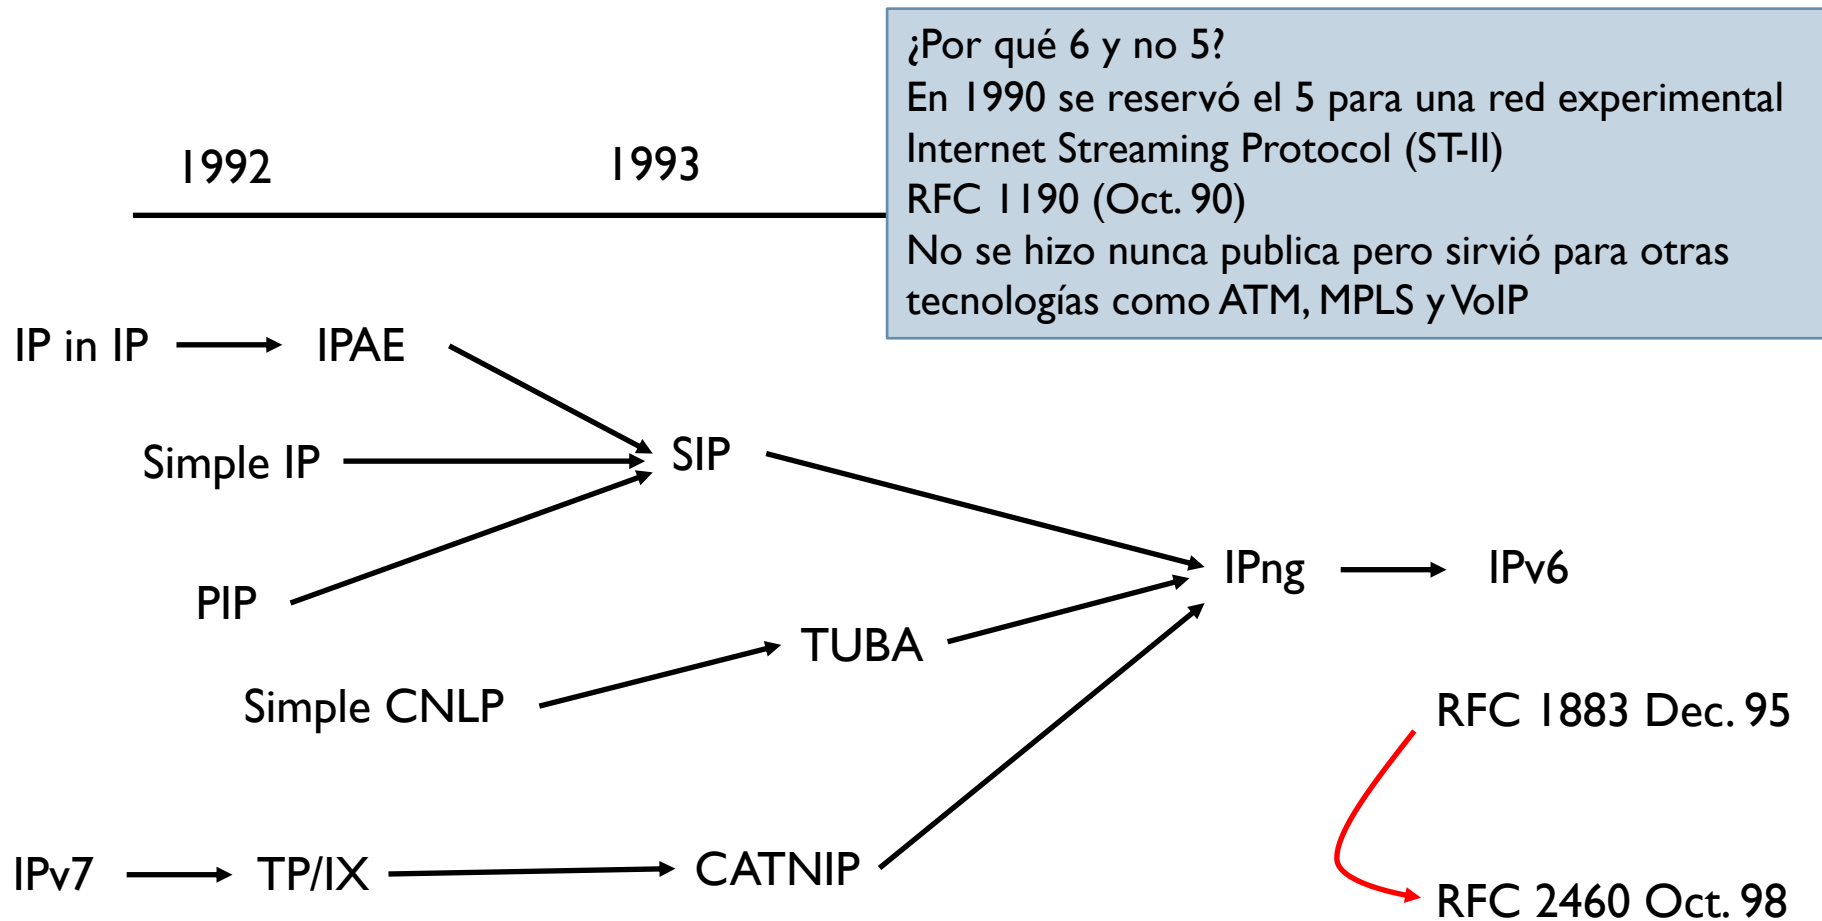 ¿Por qué 6 y no 5?
En 1990 se reservó el 5 para una red experimental
Internet Streaming Protocol (ST-II)
RFC 1190 (Oct. 90)
No se hizo nunca publica pero sirvió para otras
tecnologías como ATM, MPLS y VoIP
1992
1993
IP in IP
IPAE
Simple IP
SIP
PIP
IPng
IPv6
TUBA
Simple CNLP
RFC 1883 Dec. 95
IPv7
TP/IX
CATNIP
RFC 2460 Oct. 98